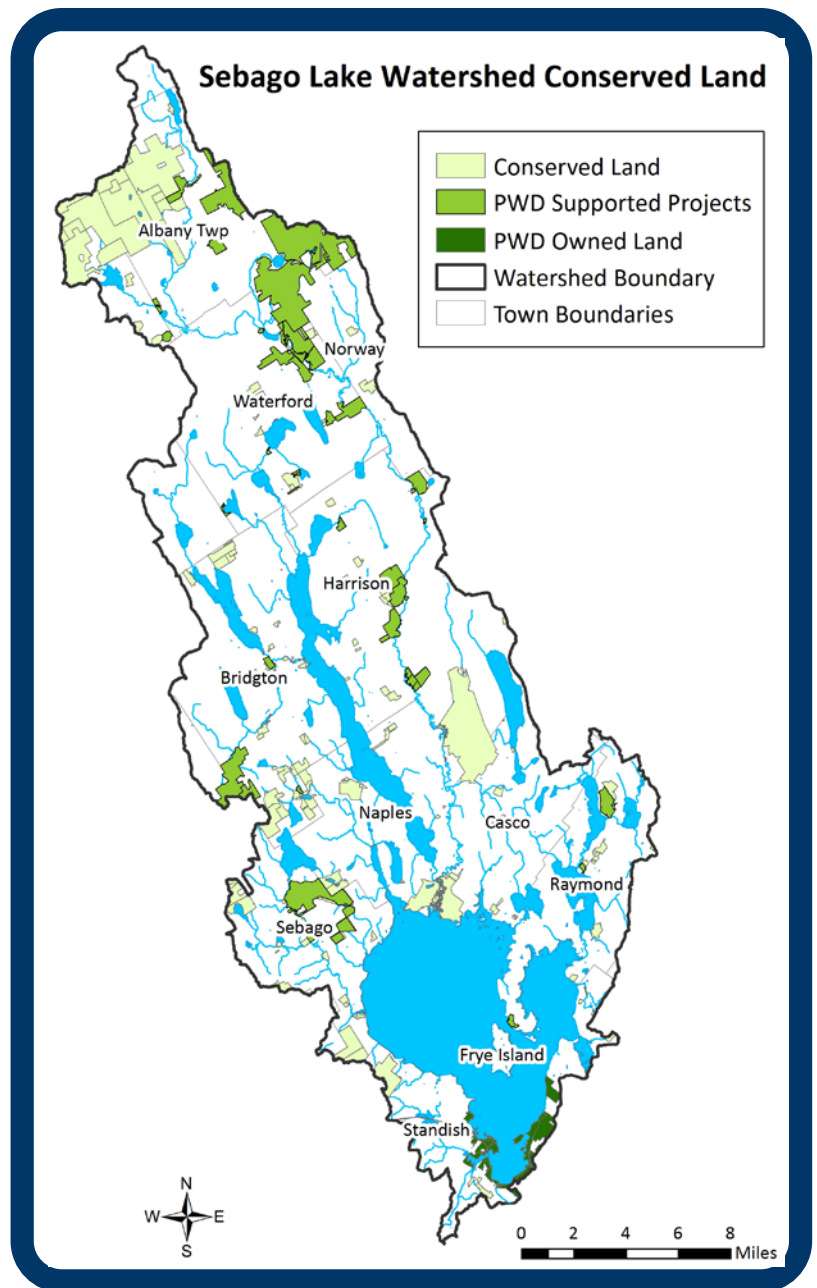 Sebago Lake Watershed Conserved Land
Conserved Land
PWD Supported Projects
PWD Owned Land
Watershed Boundary
Town Boundaries
Albany Twp
Norway
Waterford
Harrison
Bridgton
Naples
Casco
Raymond
Sebago
Frye Island
Standish
N
W E
S
0 2 4 6 8
Miles